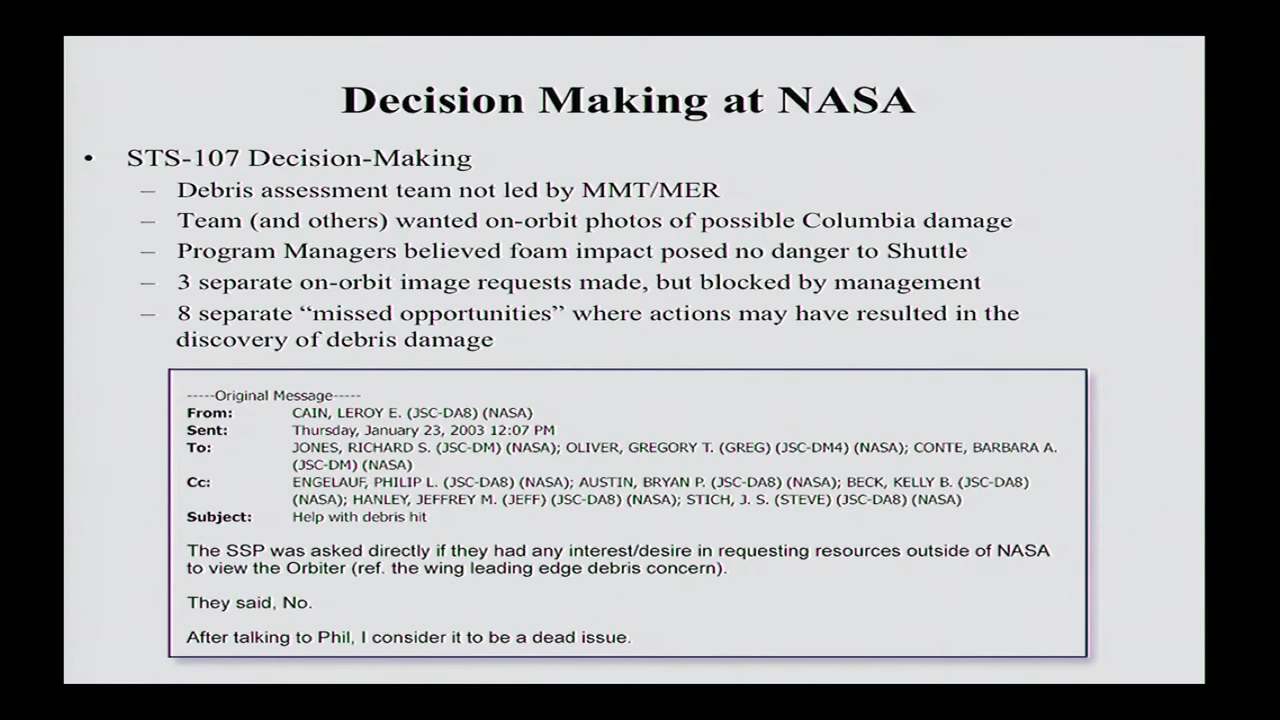 Decision Making at NASA
• STS-107 Decision-Making
– Debris assessment team not led by MMT/MER
– Team (and others) wanted on-orbit photos of possible Columbia damage
– Program Managers believed foam impact posed no danger to Shuttle
– 3 separate on-orbit image requests made, but blocked by management
– 8 separate “missed opportunities” where actions may have resulted in the
discovery of debris damage
-----Original Message-----
From: CAIN, LEROY E. (JSC-DA8) (NASA)
Sent: Thursday, January 23, 2003 12:07 PM
To: JONES, RICHARD S. (JSC-DM) (NASA); OLIVER, GREGORY T. (GREG) (JSC-DM4) (NASA); CONTE, BARBARA A.
(JSC-DM) (NASA)
Cc: ENGELAUF, PHILIP L. (JSC-DA8) (NASA); AUSTIN, BRYAN P. (JSC-DA8) (NASA); BECK, KELLY B. (JSC-DA8)
(NASA); HANLEY, JEFFREY M. (JEFF) (JSC-DA8) (NASA); STICH, J. S. (STEVE) (JSC-DA8) (NASA)
Subject: Help with debris hit
The SSP was asked directly if they had any interest/desire in requesting resources outside of NASA
to view the Orbiter (ref. the wing leading edge debris concern).
They said, No.
After talking to Phil, I consider it to be a dead issue.